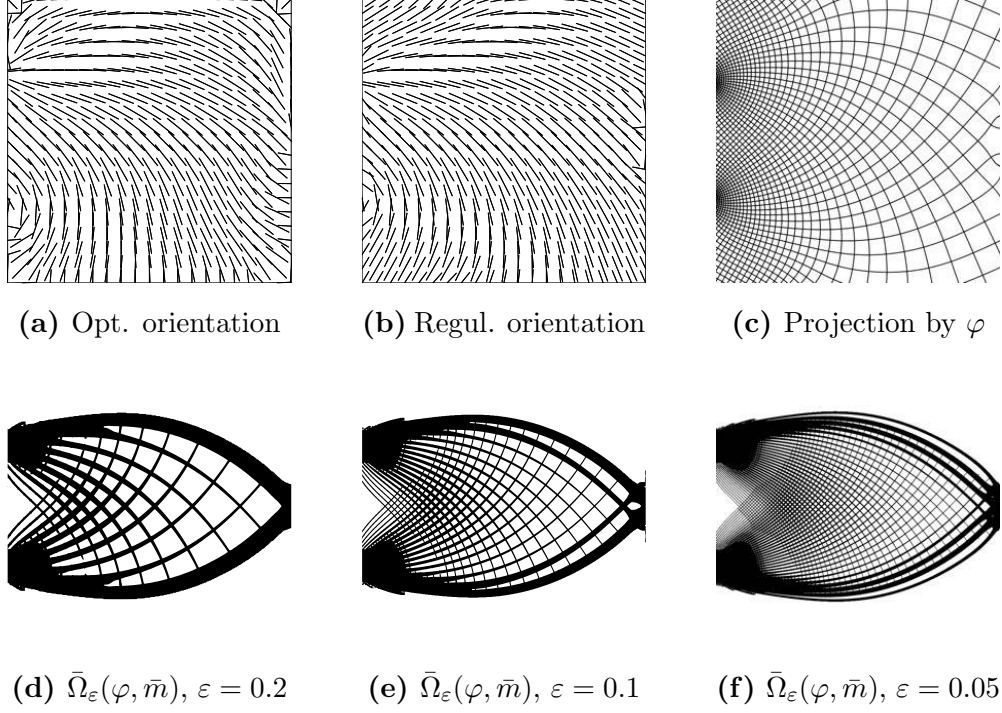 (a) Opt. orientation
(b) Regul. orientation
(c) Projection by φ
(d) Ω̄ε(φ, m̄), ε = 0.2
(e) Ω̄ε(φ, m̄), ε = 0.1
(f) Ω̄ε(φ, m̄), ε = 0.05